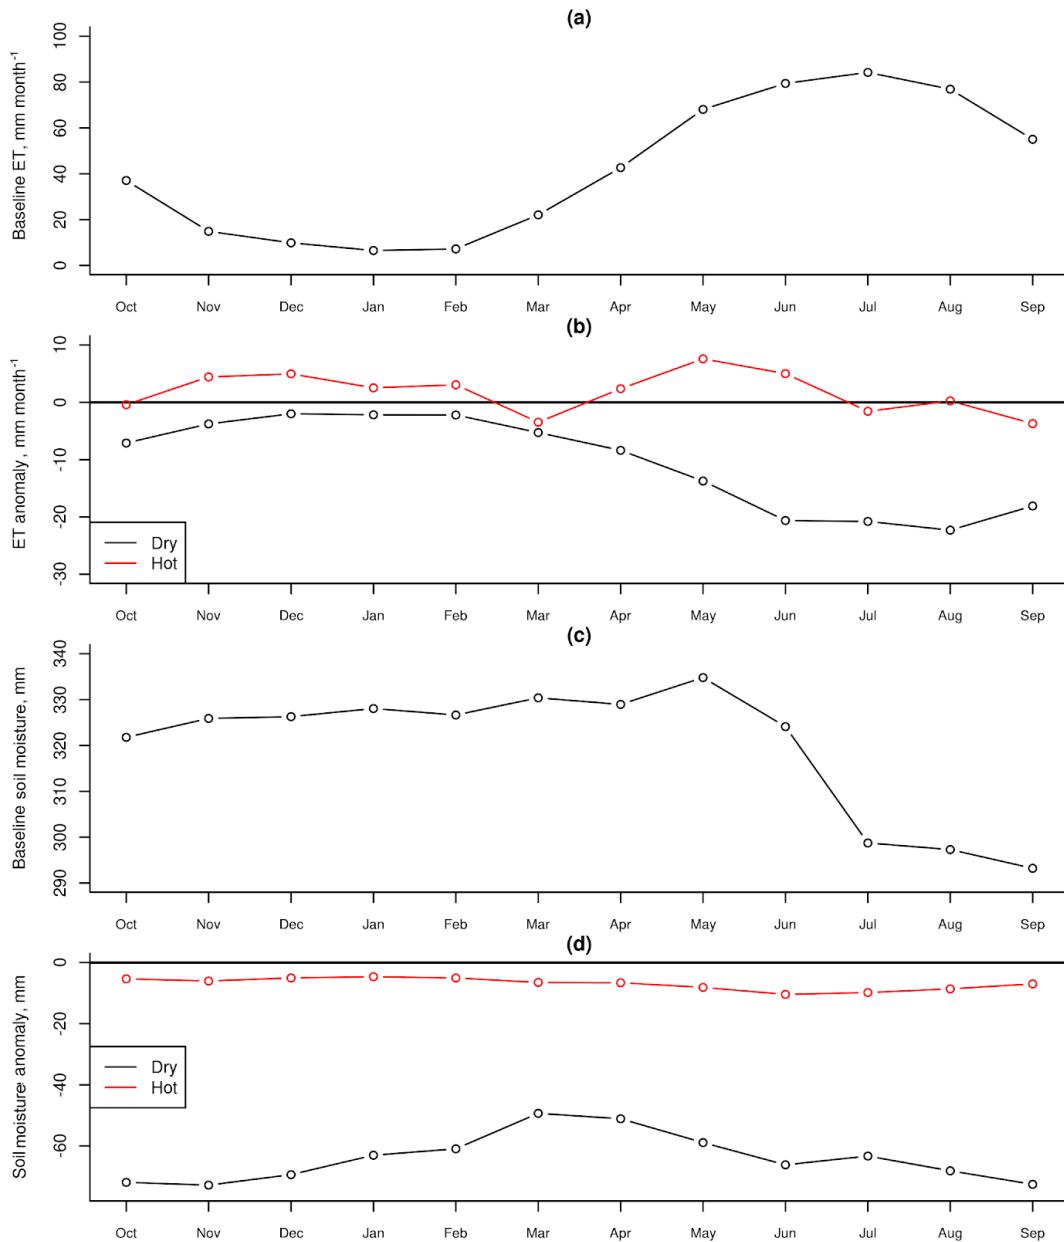 (a)
Baseline ET, mm month-1
100
80
60
40
20
0
Oct Nov Dec Jan Feb Mar Apr May Jun Jul Aug Sep
(b)
ET anomaly, mm month-1
10
0
-10
-20
-30
Dry
Hot
Oct Nov Dec Jan Feb Mar Apr May Jun Jul Aug Sep
(c)
Baseline soil moisture, mm
340
330
320
310
300
290
Oct Nov Dec Jan Feb Mar Apr May Jun Jul Aug Sep
(d)
Soil moisture anomaly, mm
0
-20
-40
-60
Dry
Hot
Oct Nov Dec Jan Feb Mar Apr May Jun Jul Aug Sep